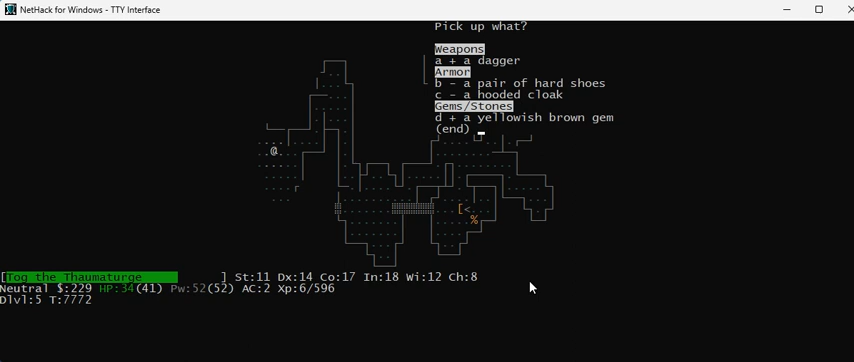 NetHack for Windows - TTY Interface
Pick up what?
Weapons
a + a dagger
Armor
b - a pair of hard shoes
c - a hooded cloak
Gems/Stones
d + a yellowish brown gem
(end)
@
[<
%
[Tog the Thaumaturge ] St:11 Dx:14 Co:17 In:18 Wi:12 Ch:8
Neutral $:229 HP:34(41) Pw:52(52) AC:2 Xp:6/596
Dlvl:5 T:7772